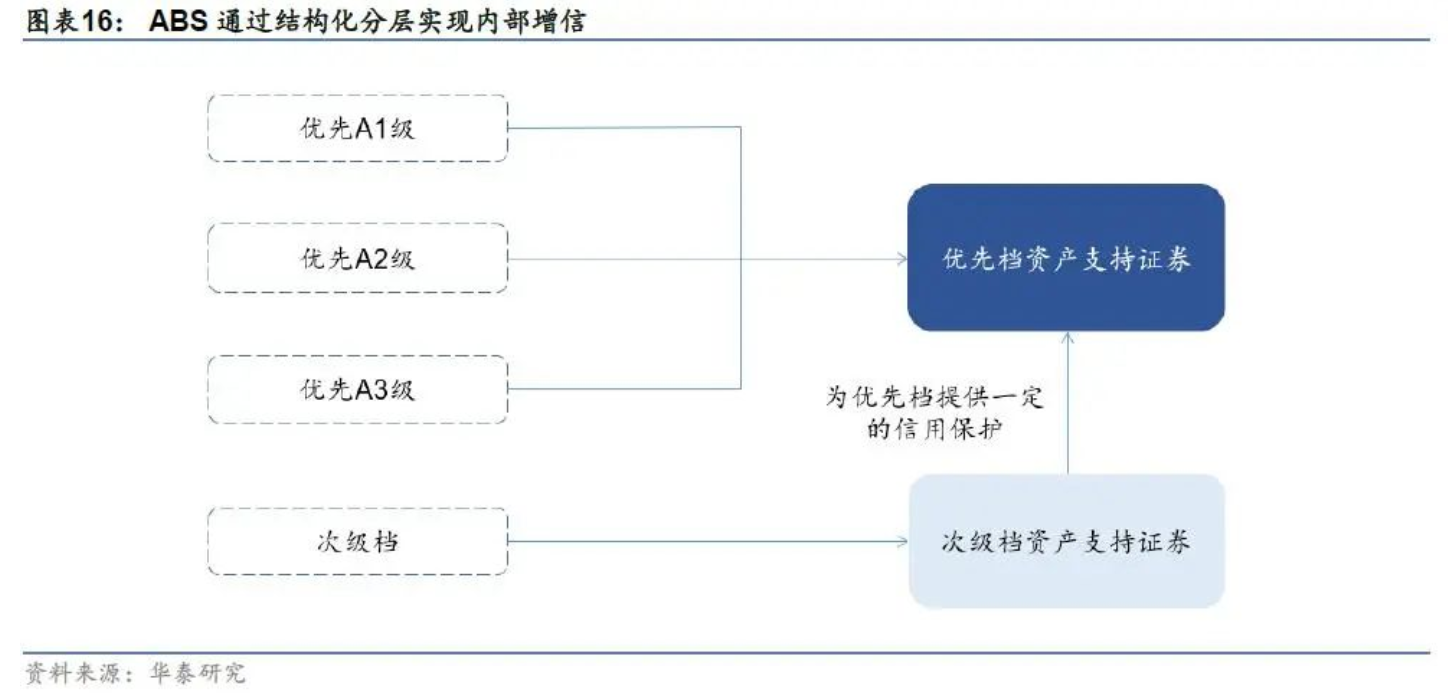 图表16： ABS 通过结构化分层实现内部增信
优先A1级
优先A2级
优先档资产支持证券
优先A3级
为优先档提供一定
的信用保护
次级档
次级档资产支持证券
资料来源：华泰研究